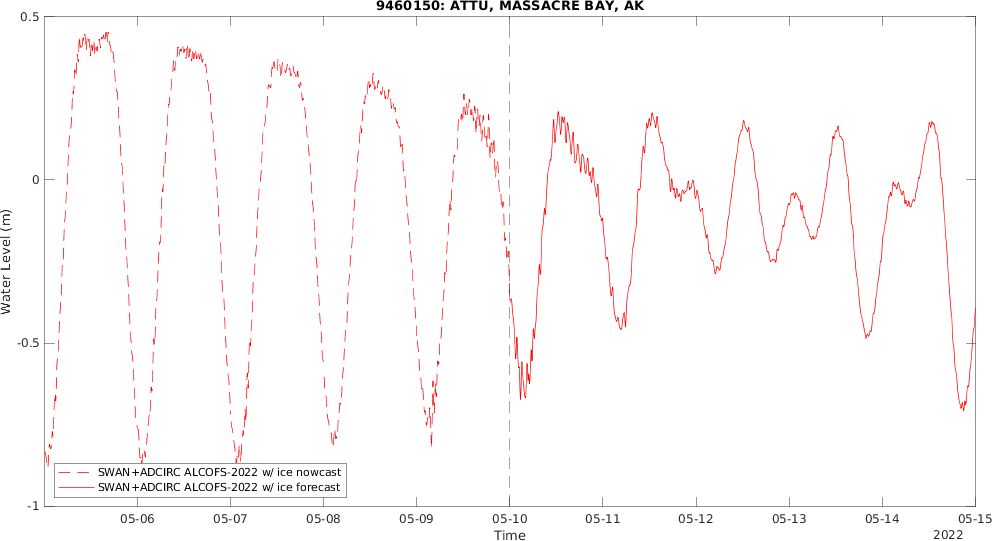 9460150: ATTU, MASSACRE BAY, AK
0.5
0
-0.5
-1
Water Level (m)
SWAN+ADCIRC ALCOFS-2022 w/ ice nowcast
SWAN+ADCIRC ALCOFS-2022 w/ ice forecast
05-06 05-07 05-08 05-09 05-10 05-11 05-12 05-13 05-14 05-15
Time
2022